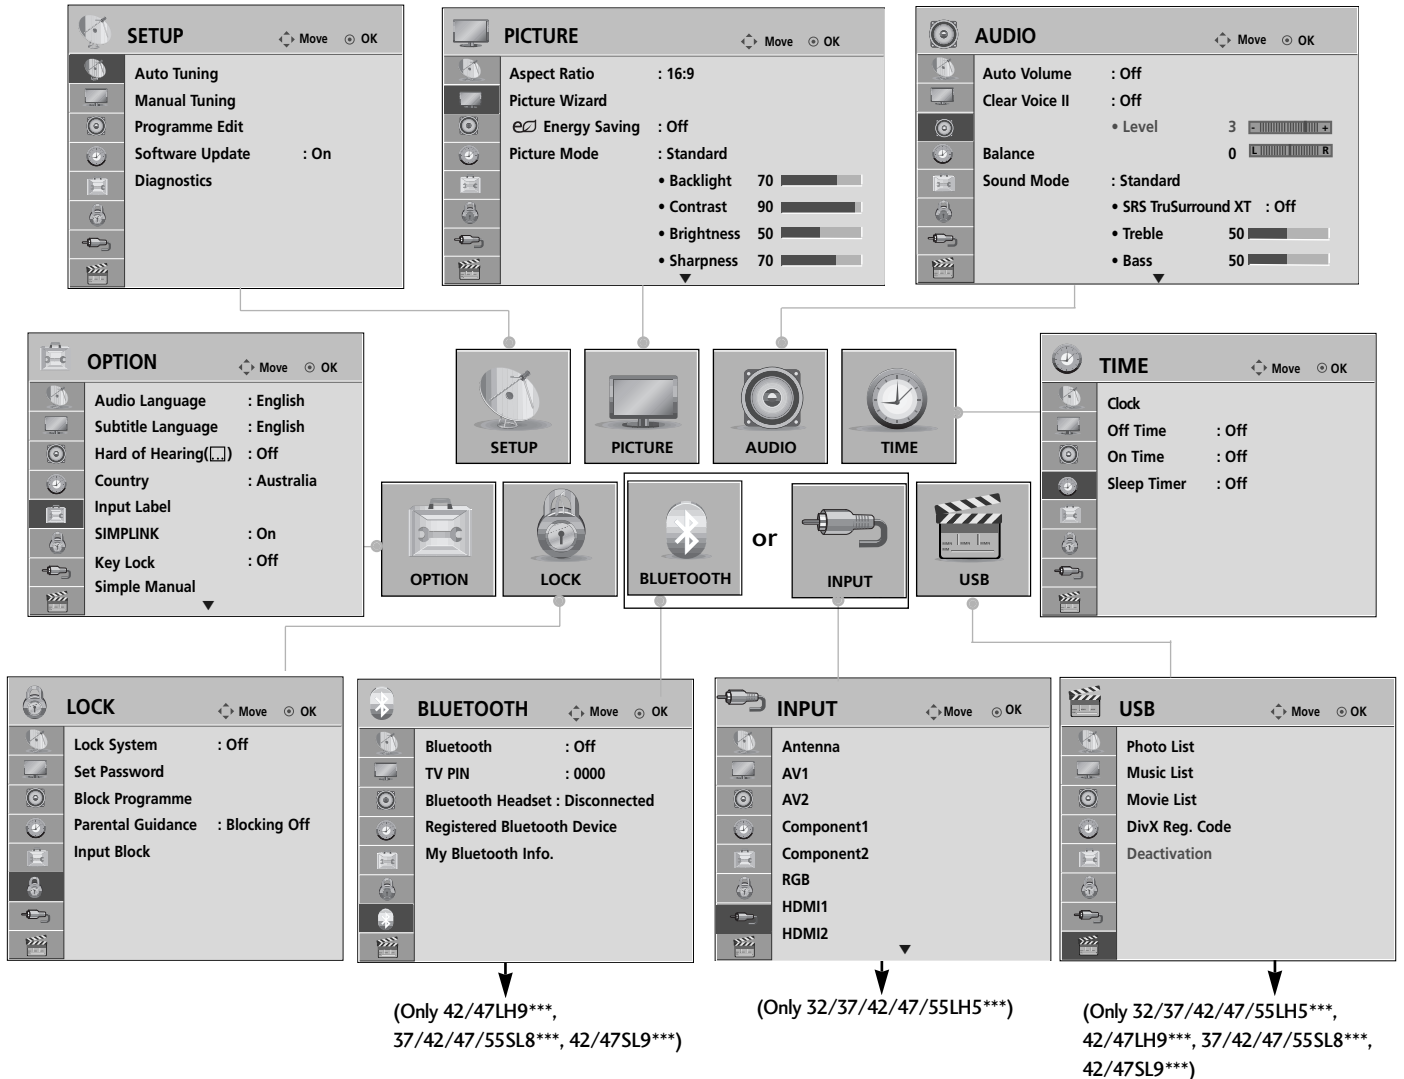 SETUP Move OK
Auto Tuning
Manual Tuning
Programme Edit
Software Update : On
Diagnostics
PICTURE Move OK
Aspect Ratio : 16:9
Picture Wizard
Energy Saving : Off
Picture Mode : Standard
• Backlight 70
• Contrast 90
• Brightness 50
• Sharpness 70
AUDIO Move OK
Auto Volume : Off
Clear Voice II : Off
• Level 3 - +
Balance 0 L R
Sound Mode : Standard
• SRS TruSurround XT : Off
• Treble 50
• Bass 50
OPTION Move OK
Audio Language : English
Subtitle Language : English
Hard of Hearing( ) : Off
Country : Australia
Input Label
SIMPLINK : On
Key Lock : Off
Simple Manual
SETUP
PICTURE
AUDIO
TIME
OPTION
LOCK
BLUETOOTH
or
INPUT
USB
TIME Move OK
Clock
Off Time : Off
On Time : Off
Sleep Timer : Off
LOCK Move OK
Lock System : Off
Set Password
Block Programme
Parental Guidance : Blocking Off
Input Block
BLUETOOTH Move OK
Bluetooth : Off
TV PIN : 0000
Bluetooth Headset : Disconnected
Registered Bluetooth Device
My Bluetooth Info.
(Only 42/47LH9***,
37/42/47/55SL8***, 42/47SL9***)
INPUT Move OK
Antenna
AV1
AV2
Component1
Component2
RGB
HDMI1
HDMI2
(Only 32/37/42/47/55LH5***)
USB Move OK
Photo List
Music List
Movie List
DivX Reg. Code
Deactivation
(Only 32/37/42/47/55LH5***,
42/47LH9***, 37/42/47/55SL8***,
42/47SL9***)